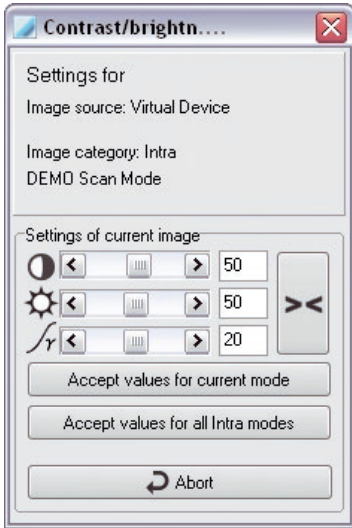 Contrast/brightn....
Settings for
Image source: Virtual Device
Image category: Intra
DEMO Scan Mode
Settings of current image
50
50
γ 20
> <
Accept values for current mode
Accept values for all Intra modes
Abort